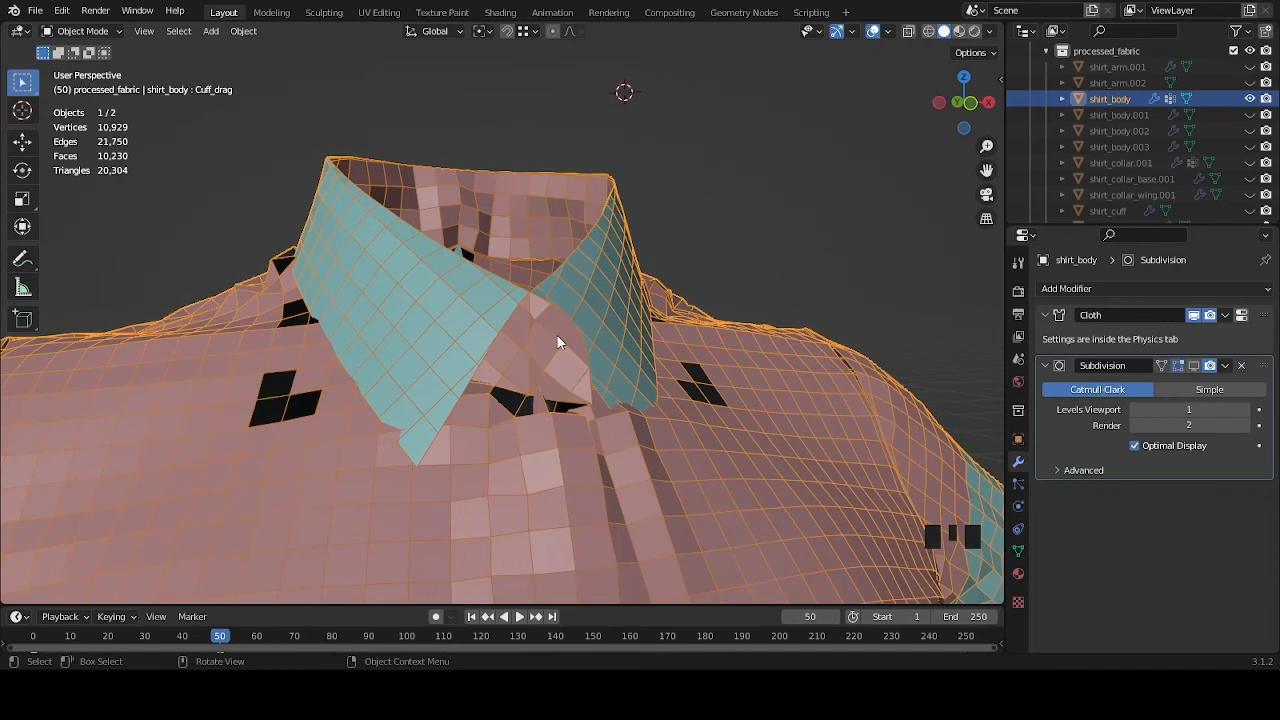 File Edit Render Window Help Layout Modeling Sculpting UV Editing Texture Paint Shading Animation Rendering Compositing Geometry Nodes Scripting + Scene ViewLayer
Object Mode View Select Add Object Global
Options
User Perspective
(50) processed_fabric | shirt_body : Cuff_drag
Objects 1/2
Vertices 10,929
Edges 21,750
Faces 10,230
Triangles 20,304
Z
Y
X
processed_fabric
shirt_arm.001
shirt_arm.002
shirt_body
shirt_body.001
shirt_body.002
shirt_body.003
shirt_collar.001
shirt_collar_base.001
shirt_collar_wing.001
shirt_cuff
shirt_body > Subdivision
Add Modifier
Cloth
Settings are inside the Physics tab
Subdivision
Catmull-Clark Simple
Levels Viewport 1
Render 2
Optimal Display
Advanced
Playback Keying View Marker 50 Start 1 End 250
0 10 20 30 40 50 60 70 80 90 100 110 120 130 140 150 160 170 180 190 200 210 220 230 240 250
Select Box Select Rotate View Object Context Menu 3.1.2